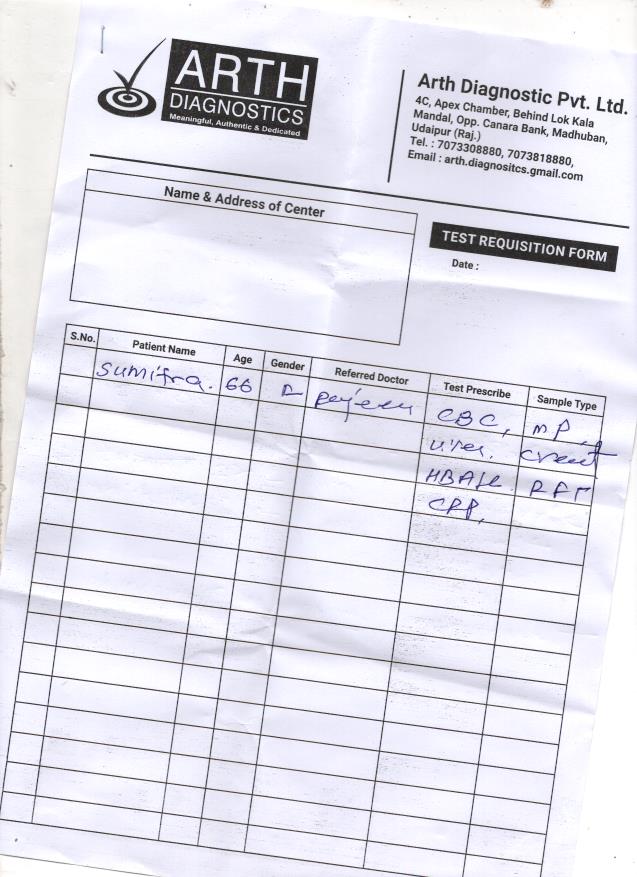 ARTH
DIAGNOSTICS
Meaningful, Authentic & Dedicated
Arth Diagnostic Pvt. Ltd.
4C, Apex Chamber, Behind Lok Kala
Mandal, Opp. Canara Bank, Madhuban,
Udaipur (Raj.)
Tel. : 7073308880, 7073818880,
Email : arth.diagnositcs.gmail.com
Name & Address of Center
TEST REQUISITION FORM
Date :
S.No. Patient Name Age Gender Referred Doctor Test Prescribe Sample Type
Sumitra. 66 CBC, MP,
Urea.
RFT
CRP,